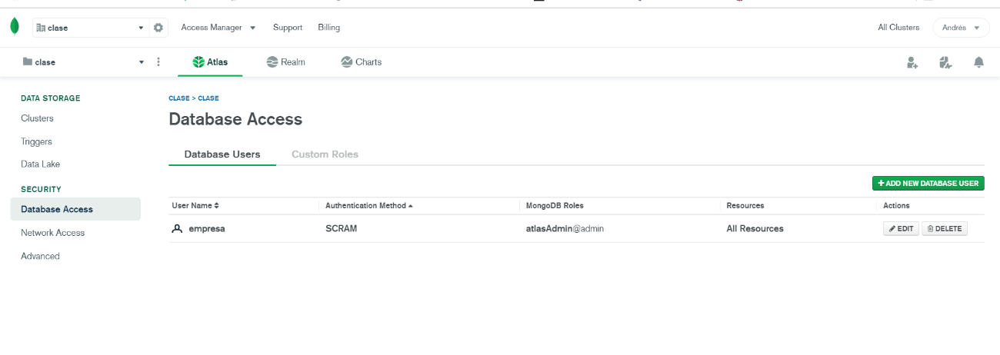 clase
Access Manager
Support
Billing
All Clusters
Andrés
clase
Atlas
Realm
Charts
DATA STORAGE
Clusters
Triggers
Data Lake
SECURITY
Database Access
Network Access
Advanced
CLASE > CLASE
Database Access
Database Users
Custom Roles
+ ADD NEW DATABASE USER
User Name
Authentication Method
MongoDB Roles
Resources
Actions
empresa
SCRAM
atlasAdmin@admin
All Resources
EDIT
DELETE